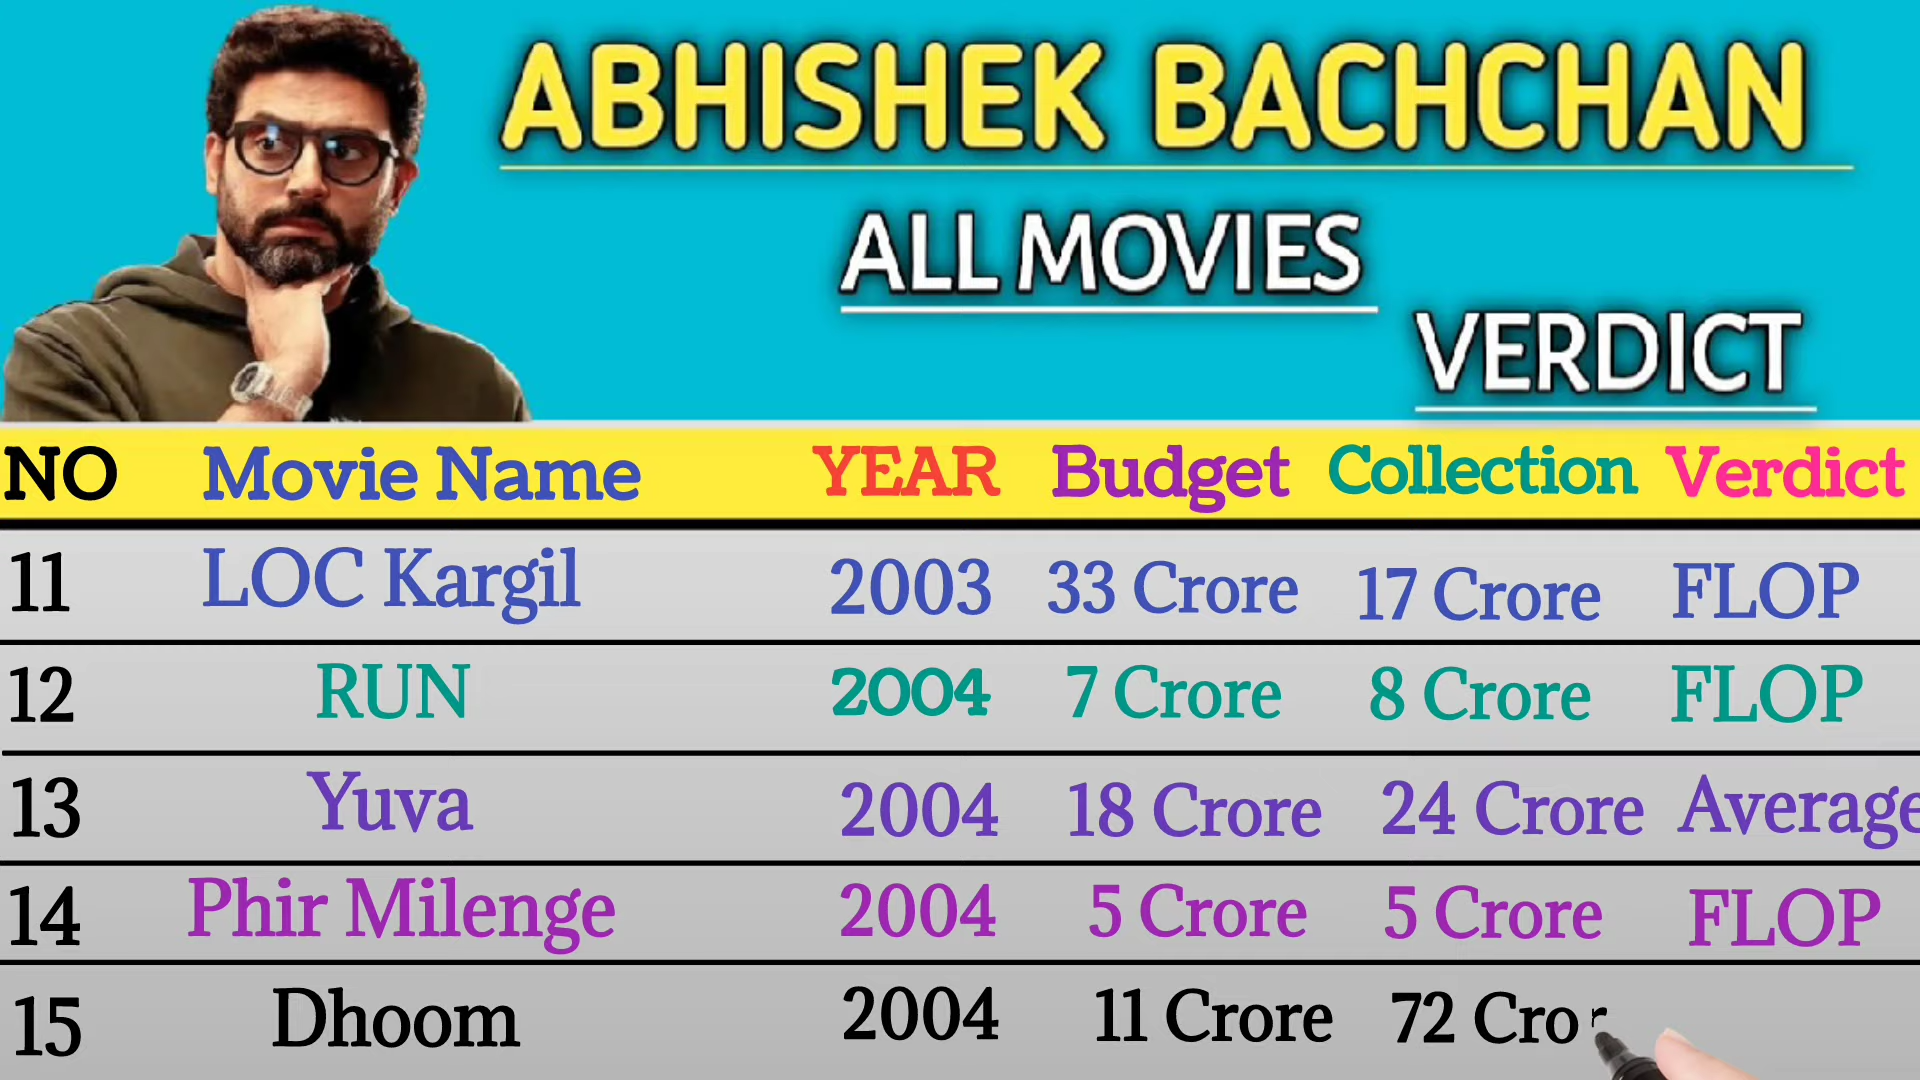 ABHISHEK BACHCHAN
ALL MOVIES
VERDICT
NO Movie Name YEAR Budget Collection Verdict
11 LOC Kargil 2003 33 Crore 17 Crore FLOP
12 RUN 2004 7 Crore 8 Crore FLOP
13 Yuva 2004 18 Crore 24 Crore Average
14 Phir Milenge 2004 5 Crore 5 Crore FLOP
15 Dhoom 2004 11 Crore 72 Cror